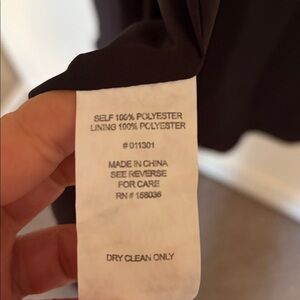 SELF 100% POLYESTER
LINING 100% POLYESTER
# 011301
MADE IN CHINA
SEE REVERSE
FOR CARE
RN # 158036
DRY CLEAN ONLY